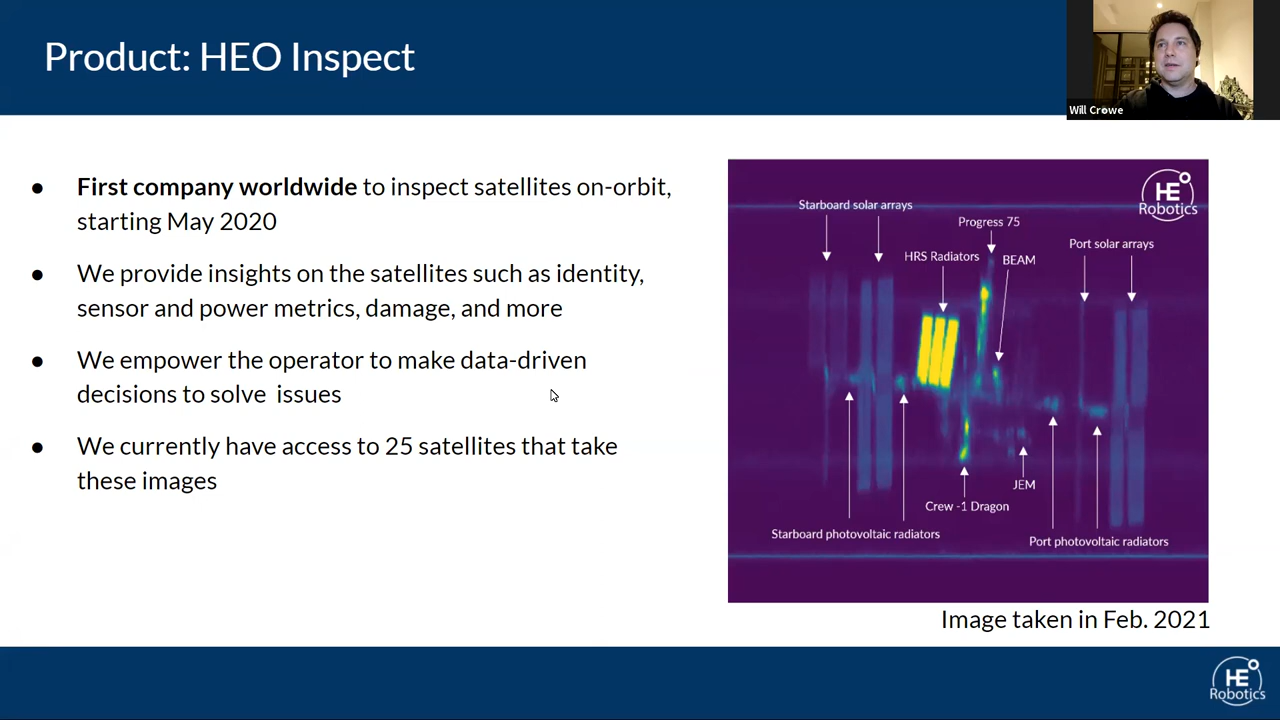 Product: HEO Inspect
Will Crowe
● First company worldwide to inspect satellites on-orbit,
starting May 2020
● We provide insights on the satellites such as identity,
sensor and power metrics, damage, and more
● We empower the operator to make data-driven
decisions to solve  issues
● We currently have access to 25 satellites that take
these images
HE
Robotics
Starboard solar arrays
Progress 75
HRS Radiators
BEAM
Port solar arrays
JEM
Crew -1 Dragon
Starboard photovoltaic radiators
Port photovoltaic radiators
Image taken in Feb. 2021
HE
Robotics